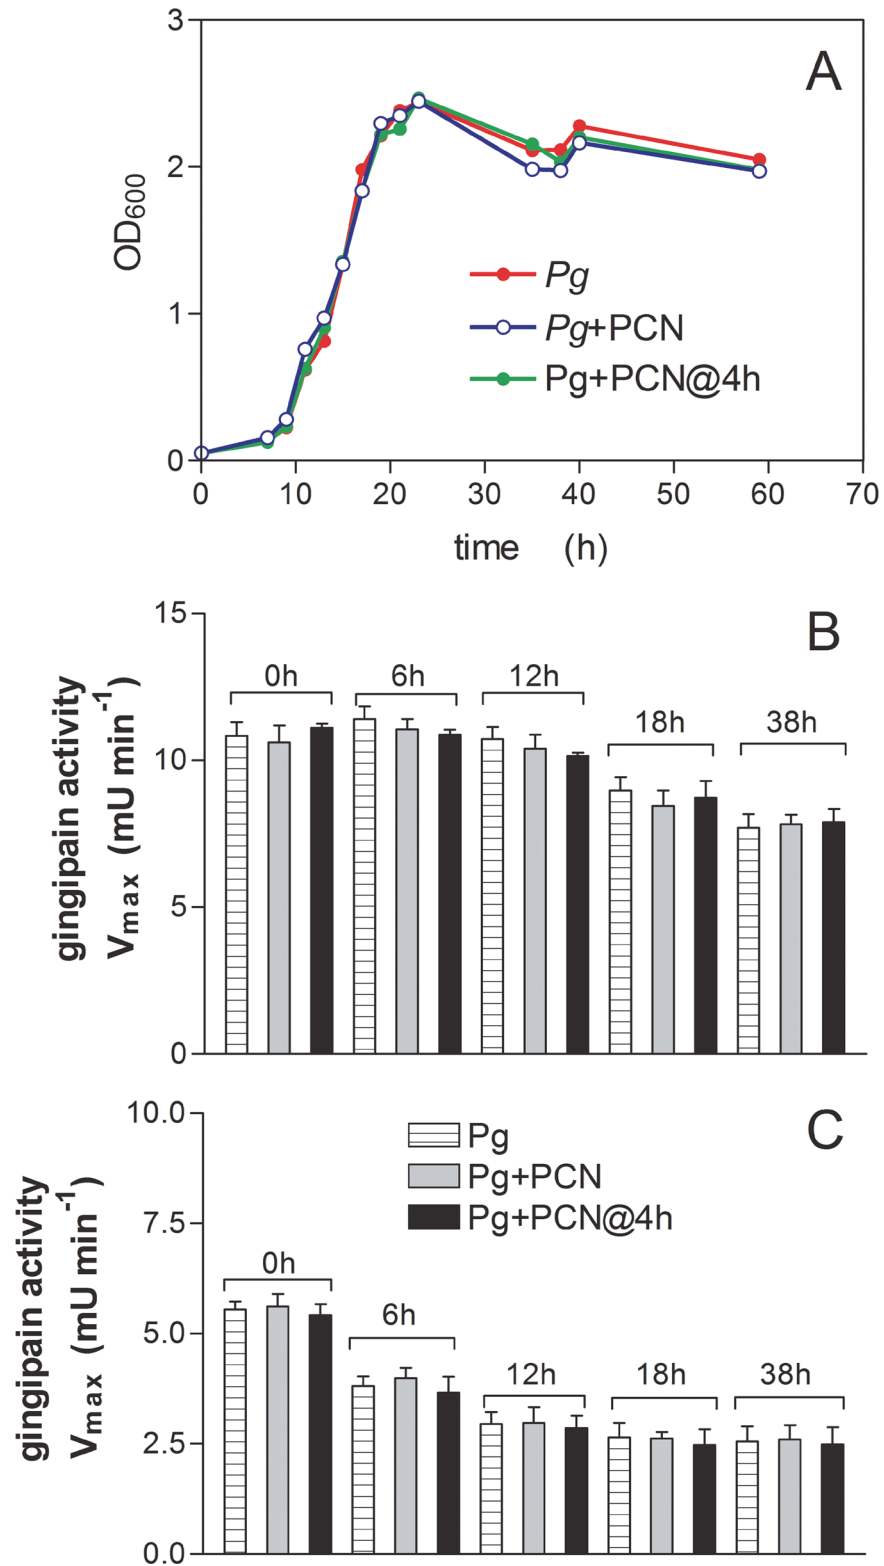 3
A
2
OD600
Pg
1
Pg+PCN
Pg+PCN@4h
0
0 10 20 30 40 50 60 70
time (h)
15
B
0h 6h 12h
18h 38h
10
gingipain activity
Vmax (mU min-1)
5
0
10.0
C
Pg
Pg+PCN
7.5
Pg+PCN@4h
0h
6h
gingipain activity
Vmax (mU min-1)
5.0
12h 18h 38h
2.5
0.0